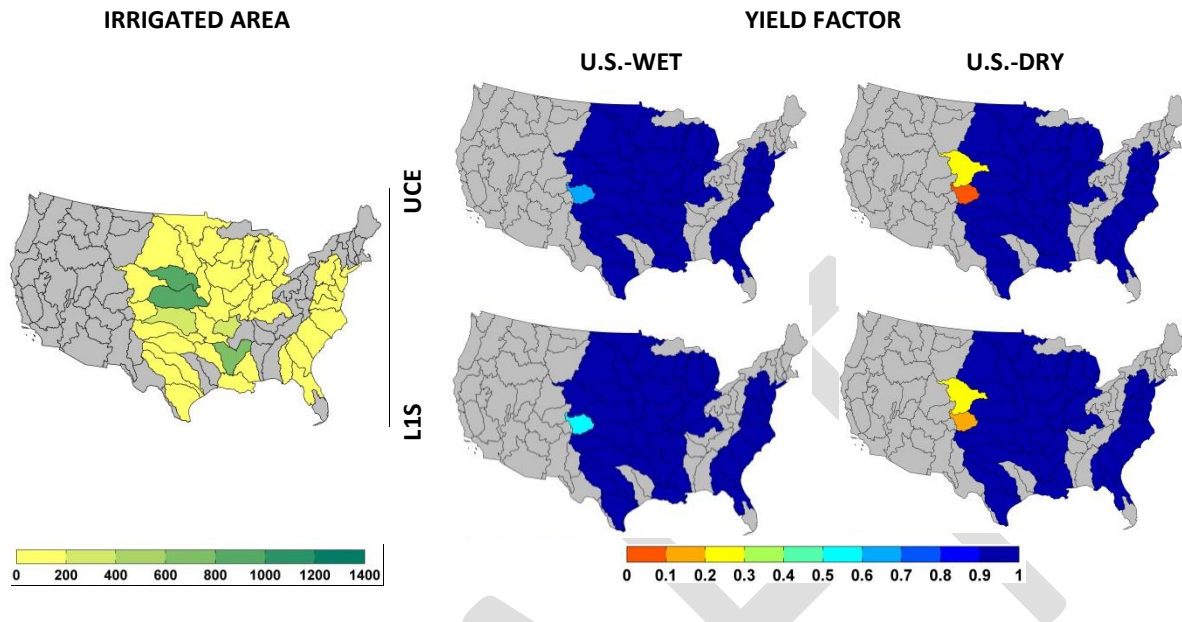 IRRIGATED AREA
YIELD FACTOR
U.S.-WET
U.S.-DRY
UCE
L1S
0 200 400 600 800 1000 1200 1400
0 0.1 0.2 0.3 0.4 0.5 0.6 0.7 0.8 0.9 1